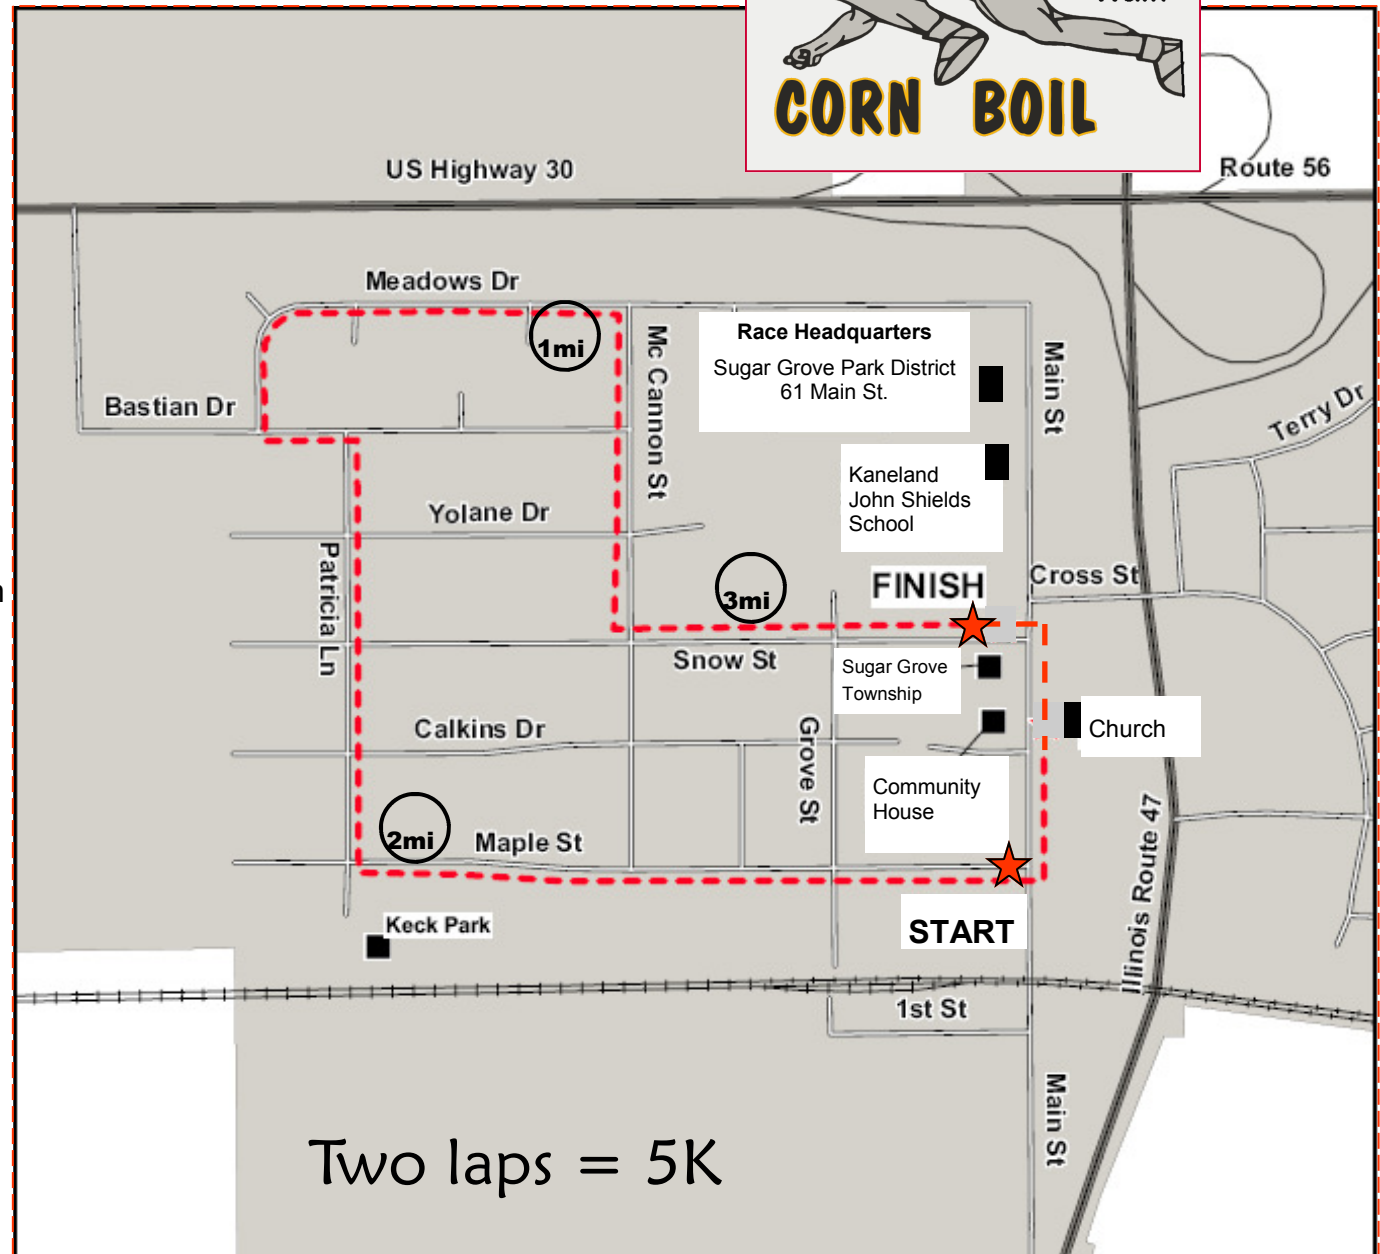 CORN BOIL
US Highway 30
Route 56
Meadows Dr
Race Headquarters
Sugar Grove Park District
61 Main St.
Mc Cannon St
Main St
1mi
Bastian Dr
Terry Dr
Kaneland
John Shields
School
Yolane Dr
Patricia Ln
3mi
FINISH
Cross St
Snow St
Sugar Grove
Township
Calkins Dr
Grove St
Church
Community
House
2mi
Maple St
Illinois Route 47
START
Keck Park
1st St
Main St
Two laps = 5K